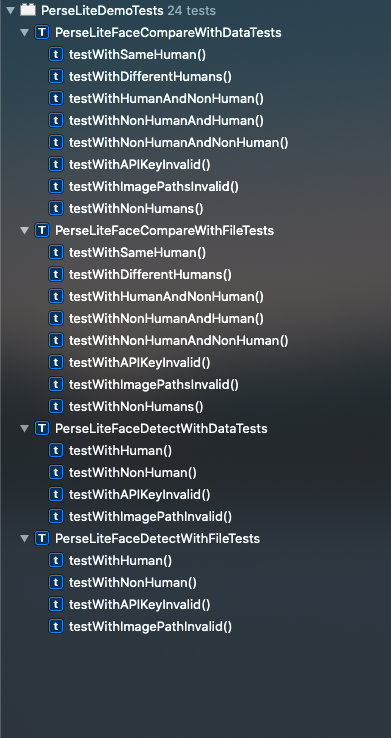 PerseLiteDemoTests 24 tests
T PerseLiteFaceCompareWithDataTests
t testWithSameHuman()
t testWithDifferentHumans()
t testWithHumanAndNonHuman()
t testWithNonHumanAndHuman()
t testWithNonHumanAndNonHuman()
t testWithAPIKeyInvalid()
t testWithImagePathsInvalid()
t testWithNonHumans()
T PerseLiteFaceCompareWithFileTests
t testWithSameHuman()
t testWithDifferentHumans()
t testWithHumanAndNonHuman()
t testWithNonHumanAndHuman()
t testWithNonHumanAndNonHuman()
t testWithAPIKeyInvalid()
t testWithImagePathsInvalid()
t testWithNonHumans()
T PerseLiteFaceDetectWithDataTests
t testWithHuman()
t testWithNonHuman()
t testWithAPIKeyInvalid()
t testWithImagePathInvalid()
T PerseLiteFaceDetectWithFileTests
t testWithHuman()
t testWithNonHuman()
t testWithAPIKeyInvalid()
t testWithImagePathInvalid()